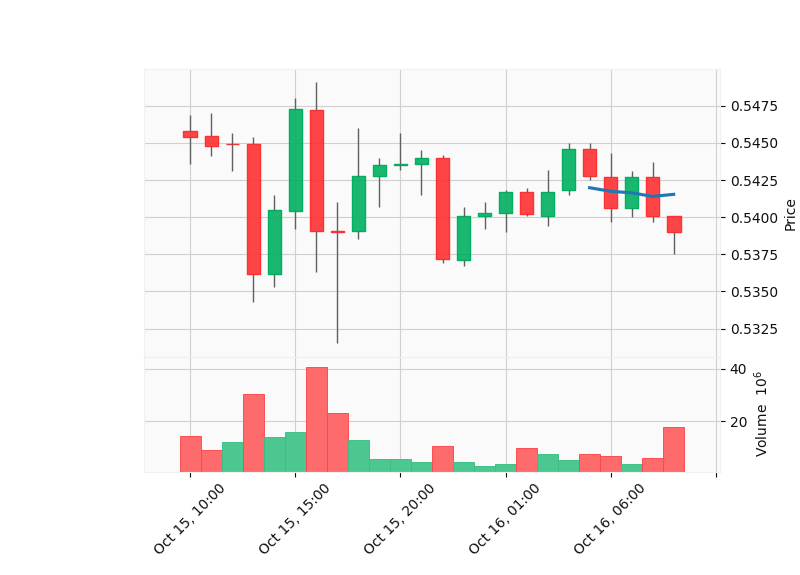 0.5475
0.5450
0.5425
0.5400
0.5375
0.5350
0.5325
Price
40
20
Volume 10⁶
Oct 15, 10:00
Oct 15, 15:00
Oct 15, 20:00
Oct 16, 01:00
Oct 16, 06:00